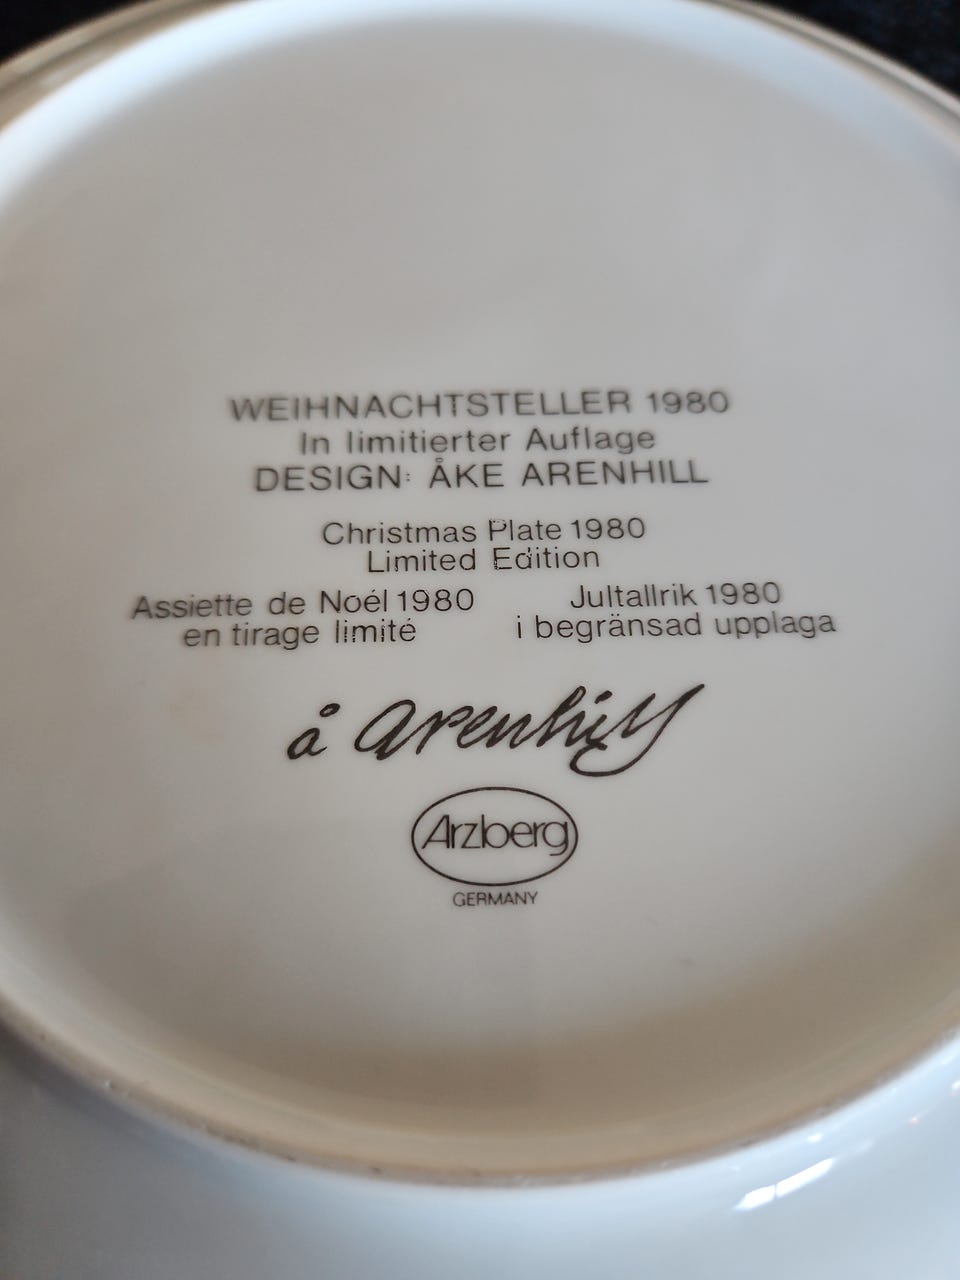 WEIHNACHTSTELLER 1980
In limitierter Auflage
DESIGN: ÅKE ARENHILL
Christmas Plate 1980
Limited Edition
Assiette de Noél 1980
en tirage limité
Jultallrik 1980
i begränsad upplaga
å arenhill
Arzberg
GERMANY